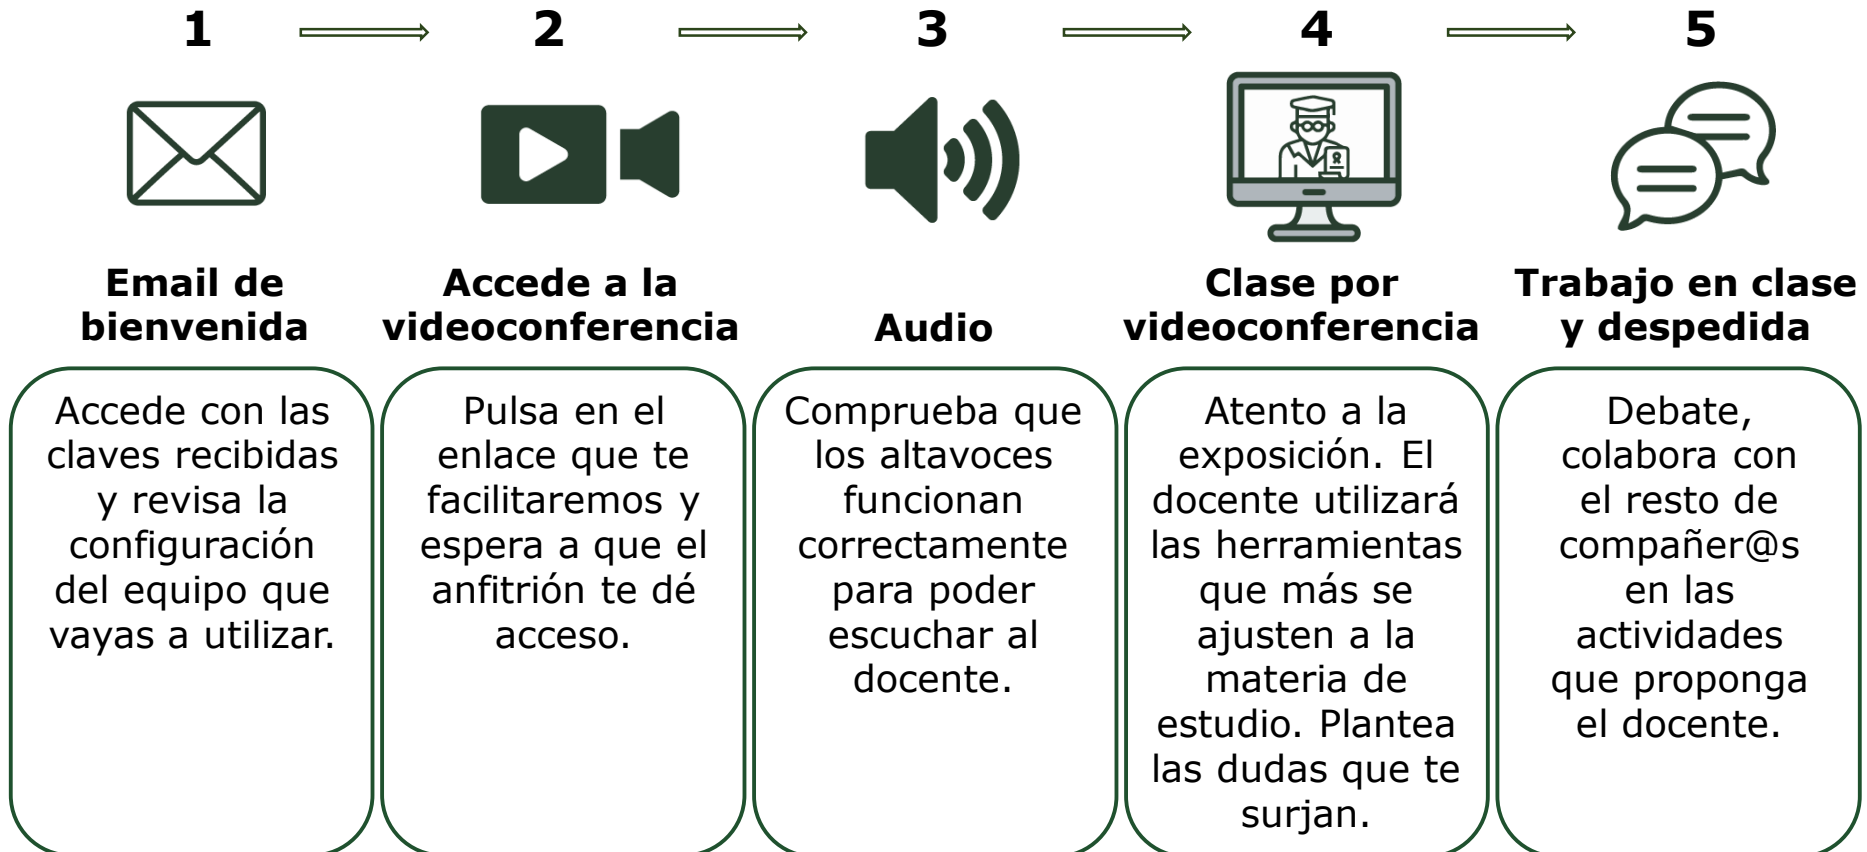 1
2
3
4
5
Email de
bienvenida
Accede a la
videoconferencia
Audio
Clase por
videoconferencia
Trabajo en clase
y despedida
Accede con las
claves recibidas
y revisa la
configuración
del equipo que
vayas a utilizar.
Pulsa en el
enlace que te
facilitaremos y
espera a que el
anfitrión te dé
acceso.
Comprueba que
los altavoces
funcionan
correctamente
para poder
escuchar al
docente.
Atento a la
exposición. El
docente utilizará
las herramientas
que más se
ajusten a la
materia de
estudio. Plantea
las dudas que te
surjan.
Debate,
colabora con
el resto de
compañer@s
en las
actividades
que proponga
el docente.